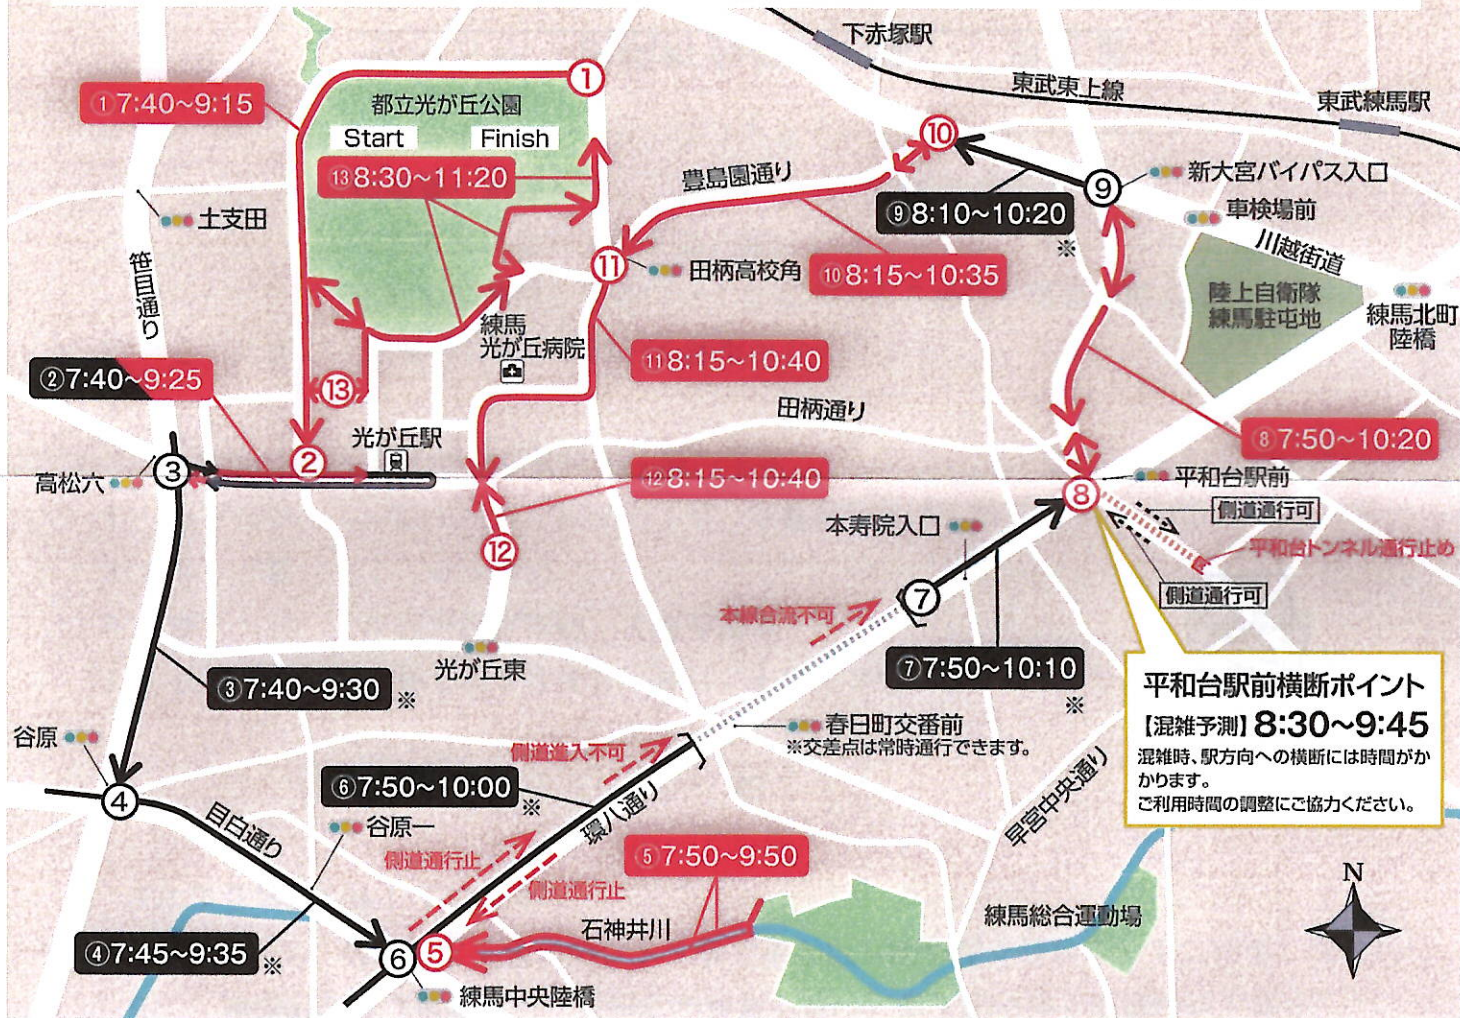 下赤塚駅
東武東上線
東武練馬駅
①
①7:40～9:15
都立光が丘公園
Start
Finish
⑬8:30～11:20
豊島園通り
⑩
⑨
⑨8:10～10:20
※
新大宮バイパス入口
車検場前
川越街道
土支田
笹目通り
⑪
田柄高校角
⑩8:15～10:35
陸上自衛隊
練馬駐屯地
練馬北町
陸橋
練馬
光が丘病院
⑪8:15～10:40
②7:40～9:25
⑬
田柄通り
⑧7:50～10:20
光が丘駅
②
③
高松六
⑫8:15～10:40
⑧
平和台駅前
側道通行可
本寿院入口
平和台トンネル通行止め
側道通行可
⑫
⑦
本線合流不可
光が丘東
③7:40～9:30
※
⑦7:50～10:10
※
平和台駅前横断ポイント
【混雑予測】8:30～9:45
混雑時、駅方向への横断には時間がか
かります。
ご利用時間の調整にご協力ください。
谷原
側道進入不可
春日町交番前
※交差点は常時通行できます。
④
⑥7:50～10:00
※
環八通り
早宮中央通り
目白通り
谷原一
側道通行止
⑤7:50～9:50
側道通行止
N
石神井川
練馬総合運動場
④7:45～9:35
※
⑥
⑤
練馬中央陸橋